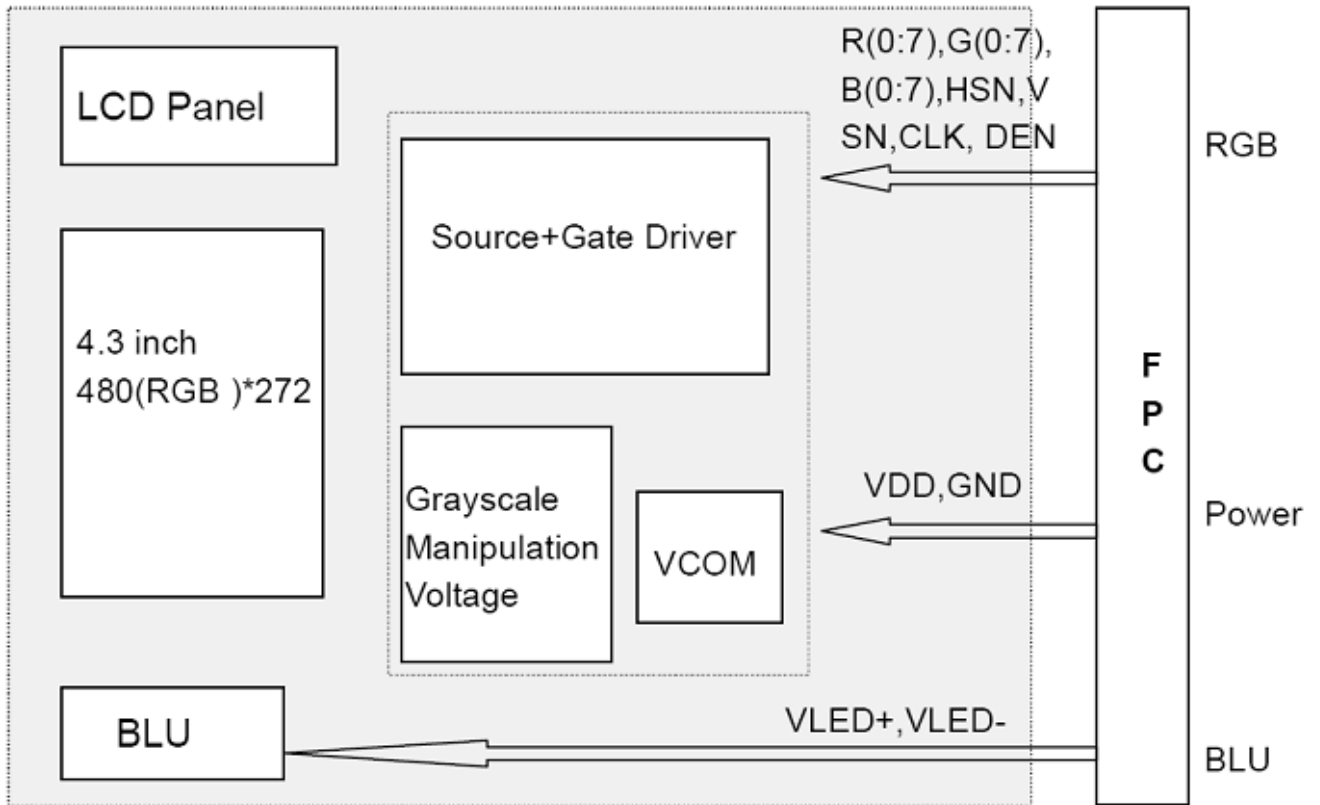 LCD Panel
4.3 inch
480(RGB )*272
BLU
Source+Gate Driver
Grayscale
Manipulation
Voltage
VCOM
R(0:7),G(0:7),
B(0:7),HSN,V
SN,CLK, DEN
VDD,GND
VLED+,VLED-
F
P
C
RGB
Power
BLU